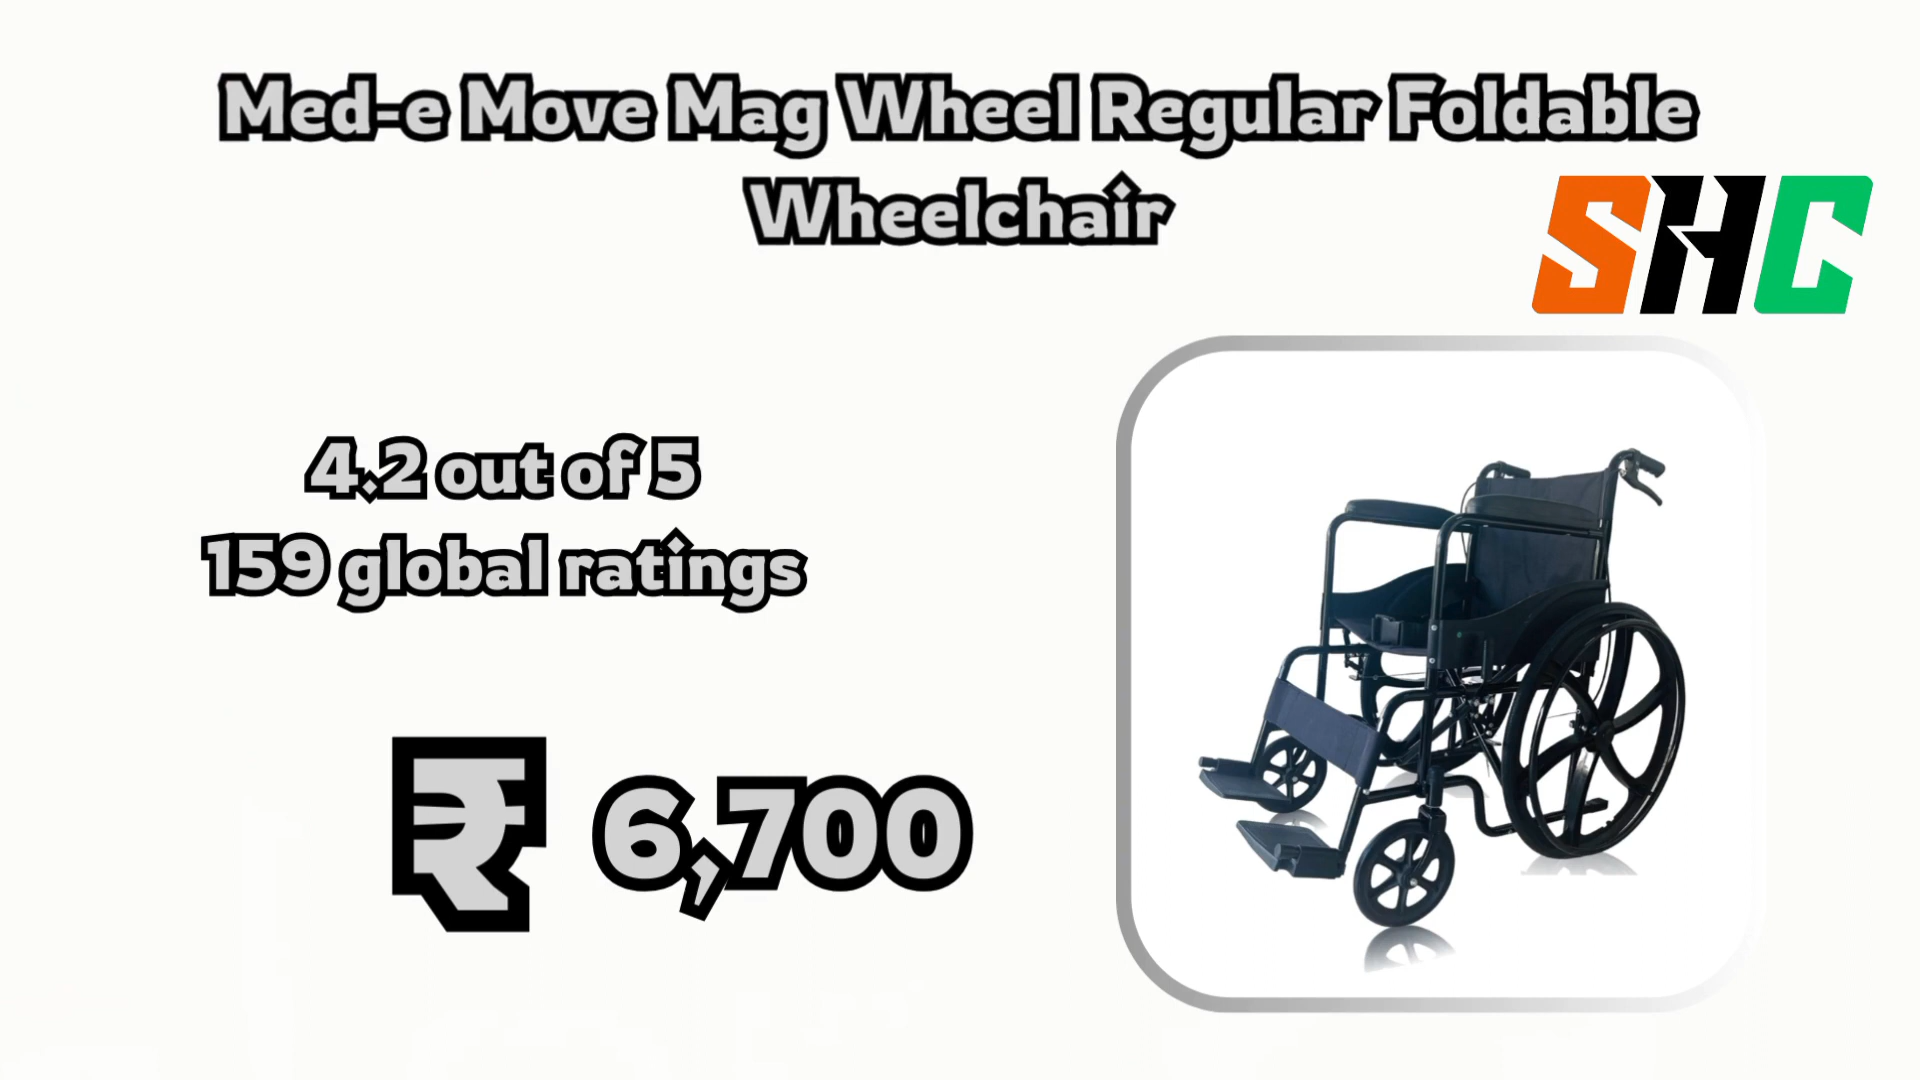 Med-e Move Mag Wheel Regular Foldable
Wheelchair
SHC
4.2 out of 5
159 global ratings
₹ 6,700